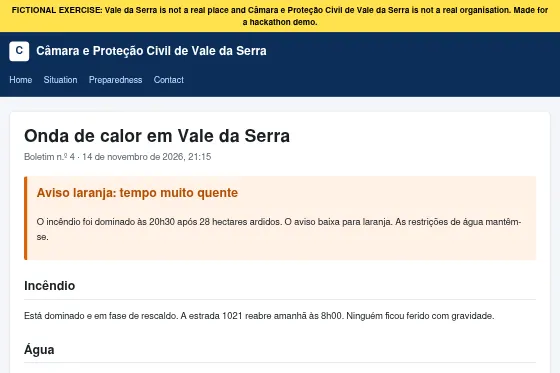 FICTIONAL EXERCISE: Vale da Serra is not a real place and Câmara e Proteção Civil de Vale da Serra is not a real organisation. Made for
a hackathon demo.
C Câmara e Proteção Civil de Vale da Serra
Home Situation Preparedness Contact
Onda de calor em Vale da Serra
Boletim n.º 4 · 14 de novembro de 2026, 21:15
Aviso laranja: tempo muito quente
O incêndio foi dominado às 20h30 após 28 hectares ardidos. O aviso baixa para laranja. As restrições de água mantêm-
se.
Incêndio
Está dominado e em fase de rescaldo. A estrada 1021 reabre amanhã às 8h00. Ninguém ficou ferido com gravidade.
Água